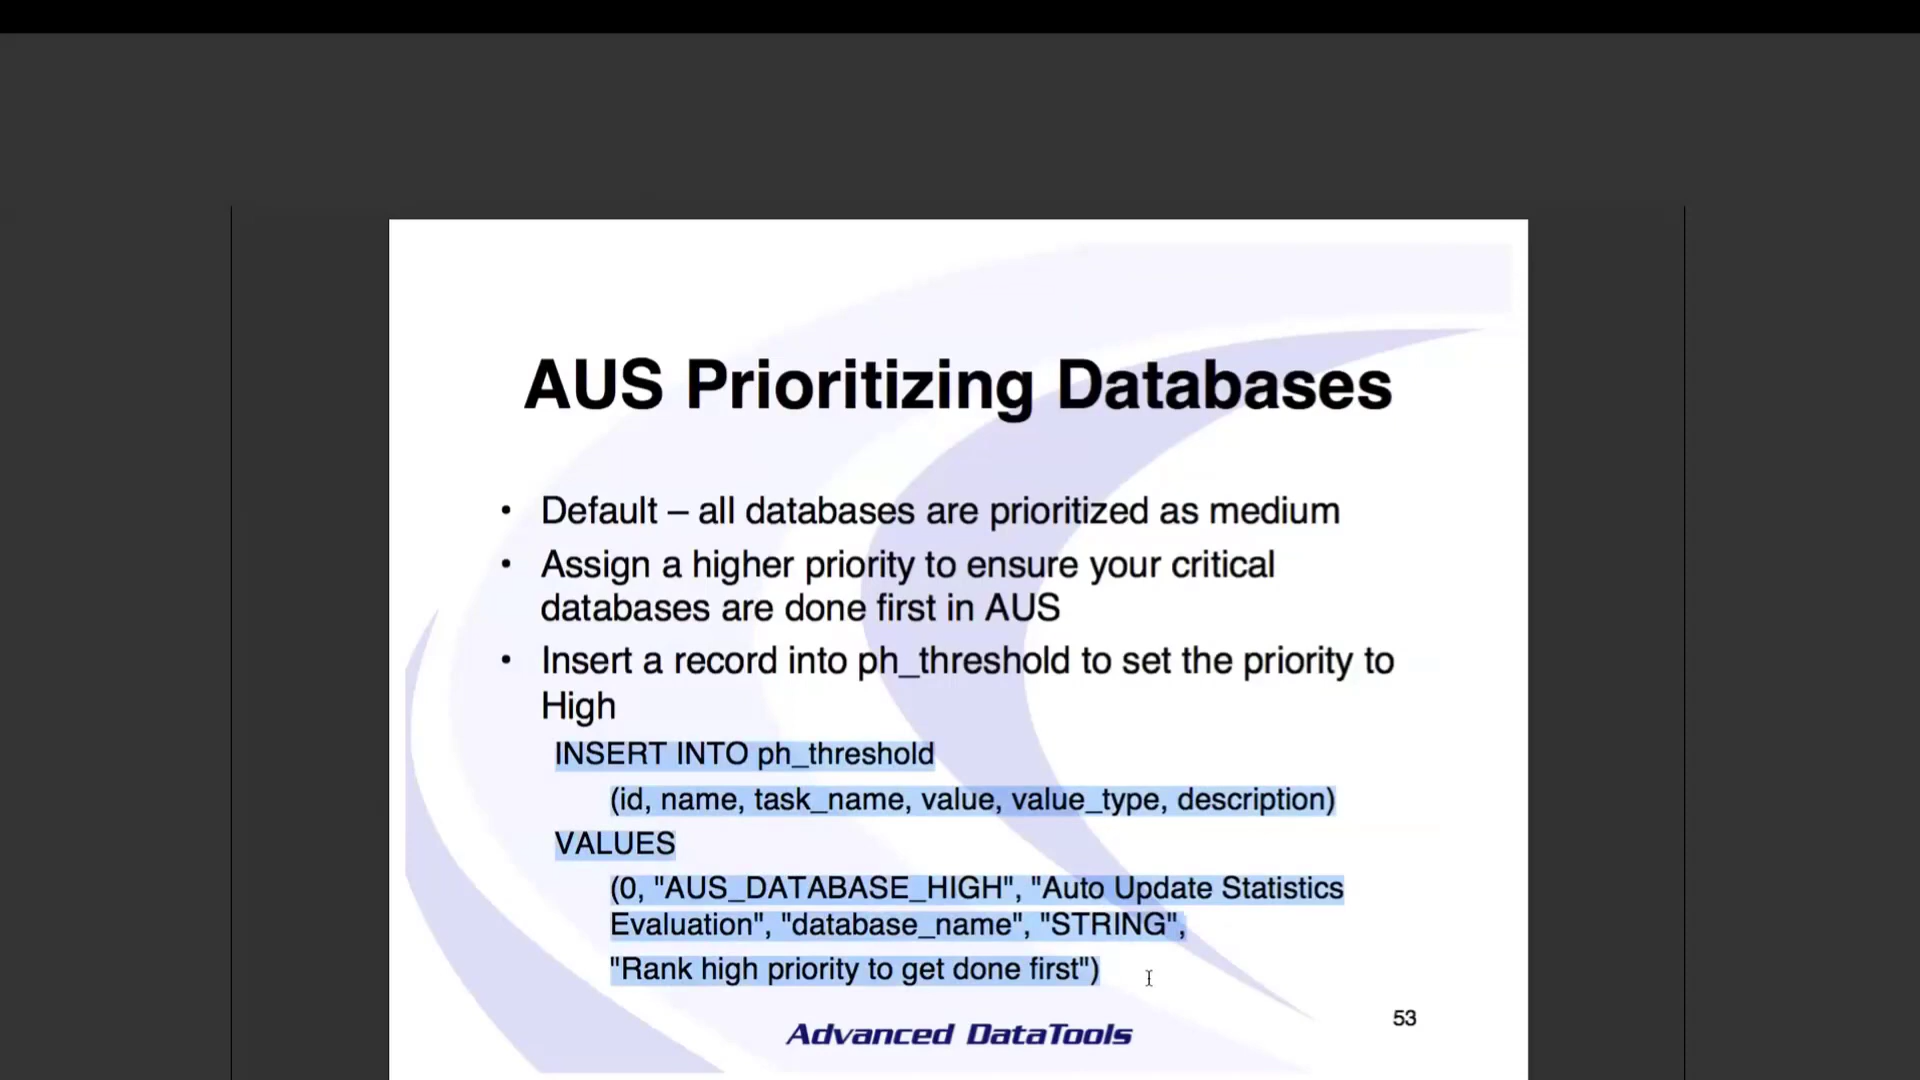 AUS Prioritizing Databases
• Default – all databases are prioritized as medium
• Assign a higher priority to ensure your critical
databases are done first in AUS
• Insert a record into ph_threshold to set the priority to
High
INSERT INTO ph_threshold
(id, name, task_name, value, value_type, description)
VALUES
(0, "AUS_DATABASE_HIGH", "Auto Update Statistics
Evaluation", "database_name", "STRING",
"Rank high priority to get done first")
53
Advanced DataTools